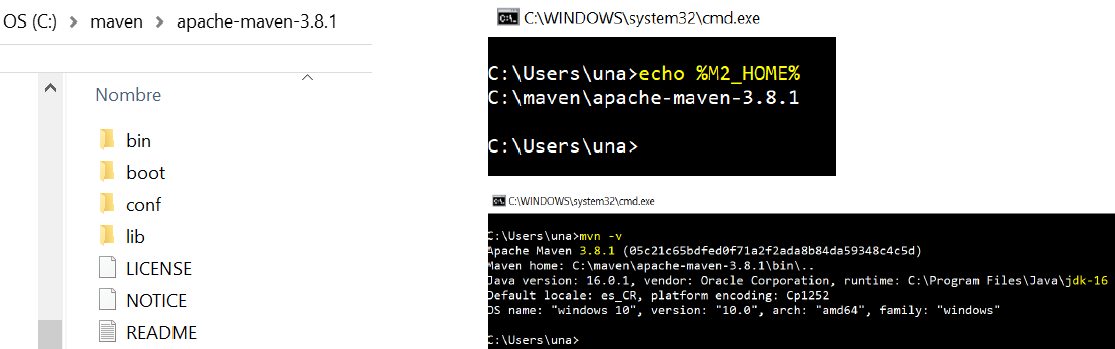 OS (C:) > maven > apache-maven-3.8.1
Nombre
bin
boot
conf
lib
LICENSE
NOTICE
README
C:\WINDOWS\system32\cmd.exe
C:\Users\una>echo %M2_HOME%
C:\maven\apache-maven-3.8.1
C:\Users\una>
C:\WINDOWS\system32\cmd.exe
C:\Users\una>mvn -v
Apache Maven 3.8.1 (05c21c65bdfed0f71a2f2ada8b84da59348c4c5d)
Maven home: C:\maven\apache-maven-3.8.1\bin\..
Java version: 16.0.1, vendor: Oracle Corporation, runtime: C:\Program Files\Java\jdk-16
Default locale: es_CR, platform encoding: Cp1252
OS name: "windows 10", version: "10.0", arch: "amd64", family: "windows"
C:\Users\una>